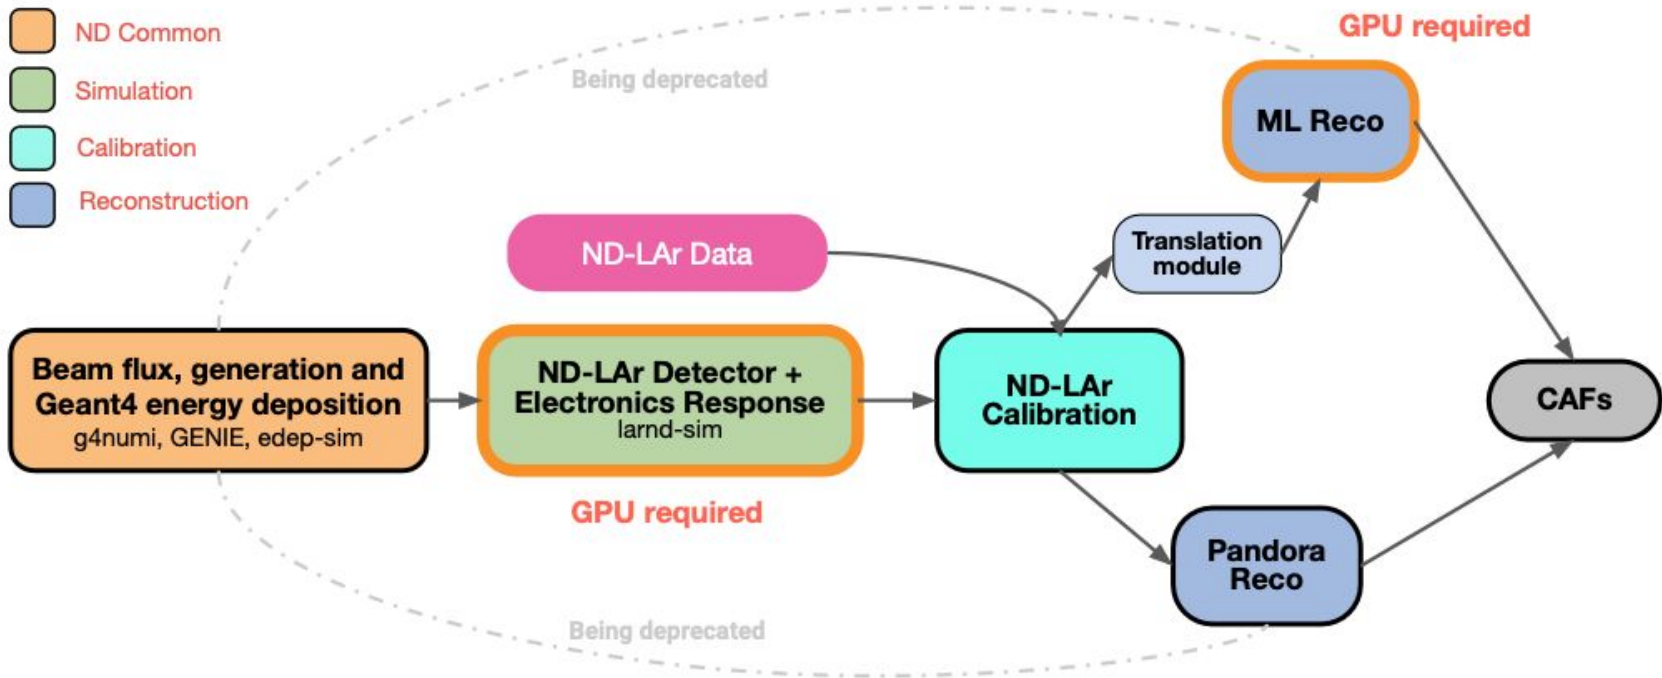 ND Common
Simulation
Calibration
Reconstruction
GPU required
Being deprecated
ML Reco
ND-LAr Data
Translation
module
Beam flux, generation and
Geant4 energy deposition
g4numi, GENIE, edep-sim
ND-LAr Detector +
Electronics Response
larnd-sim
GPU required
ND-LAr
Calibration
CAFs
Pandora
Reco
Being deprecated